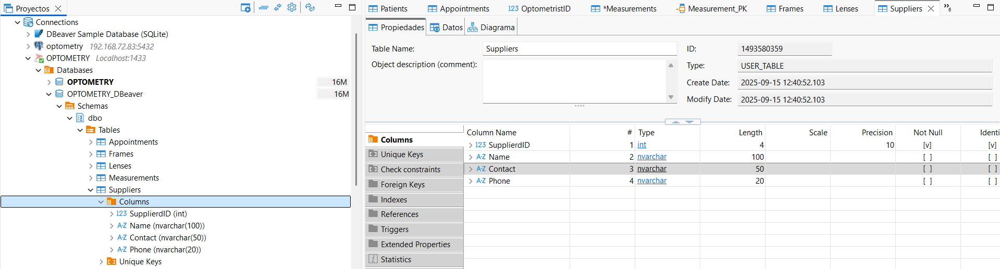 Proyectos
Connections
DBeaver Sample Database (SQLite)
optometry 192.168.72.83:5432
OPTOMETRY Localhost:1433
Databases
OPTOMETRY 16M
OPTOMETRY_DBeaver 16M
Schemas
dbo
Tables
Appointments
Frames
Lenses
Measurements
Suppliers
Columns
123 SupplierdID (int)
A-Z Name (nvarchar(100))
A-Z Contact (nvarchar(50))
A-Z Phone (nvarchar(20))
Unique Keys
Patients Appointments 123 OptometristID *Measurements Measurement_PK Frames Lenses Suppliers »6
Propiedades Datos Diagrama
Table Name: Suppliers
Object description (comment):
ID: 1493580359
Type: USER_TABLE
Create Date: 2025-09-15 12:40:52.103
Modify Date: 2025-09-15 12:40:52.103
Columns
Unique Keys
Check constraints
Foreign Keys
Indexes
References
Triggers
Extended Properties
Statistics
Column Name # Type Length Scale Precision Not Null Identi
123 SupplierdID 1 int 4 10 [v] [v]
A-Z Name 2 nvarchar 100 [ ] [ ]
A-Z Contact 3 nvarchar 50 [ ] [ ]
A-Z Phone 4 nvarchar 20 [ ] [ ]